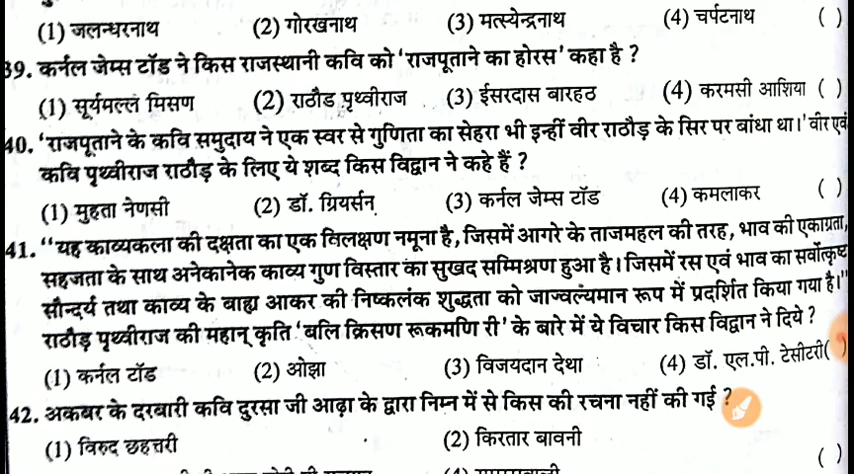 (1) जलन्धरनाथ (2) गोरखनाथ (3) मत्स्येन्द्रनाथ (4) चर्पटनाथ ( )
39. कर्नल जेम्स टॉड ने किस राजस्थानी कवि को 'राजपूताने का होरस' कहा है ?
(1) सूर्यमल्ल मिसण (2) राठौड पृथ्वीराज (3) ईसरदास बारहठ (4) करमसी आशिया ( )
40. 'राजपूताने के कवि समुदाय ने एक स्वर से गुणिता का सेहरा भी इन्हीं वीर राठौड़ के सिर पर बांधा था।' वीर एवं
कवि पृथ्वीराज राठौड़ के लिए ये शब्द किस विद्वान ने कहे हैं ?
(1) मुहता नेणसी (2) डॉ. ग्रियर्सन (3) कर्नल जेम्स टॉड (4) कमलाकर ( )
41. "यह काव्यकला की दक्षता का एक विलक्षण नमूना है, जिसमें आगरे के ताजमहल की तरह, भाव की एकाग्रता,
सहजता के साथ अनेकानेक काव्य गुण विस्तार का सुखद सम्मिश्रण हुआ है। जिसमें रस एवं भाव का सर्वोत्कृष्ट
सौन्दर्य तथा काव्य के बाह्य आकर की निष्कलंक शुद्धता को जाज्वल्यमान रूप में प्रदर्शित किया गया है।"
राठौड़ पृथ्वीराज की महान् कृति 'बलि क्रिसण रूकमणि री' के बारे में ये विचार किस विद्वान ने दिये ?
(1) कर्नल टॉड (2) ओझा (3) विजयदान देथा (4) डॉ. एल.पी. टेसीटरी ( )
42. अकबर के दरबारी कवि दुरसा जी आढ़ा के द्वारा निम्न में से किस की रचना नहीं की गई ?
(1) विरुद छहत्तरी (2) किरतार बावनी ( )